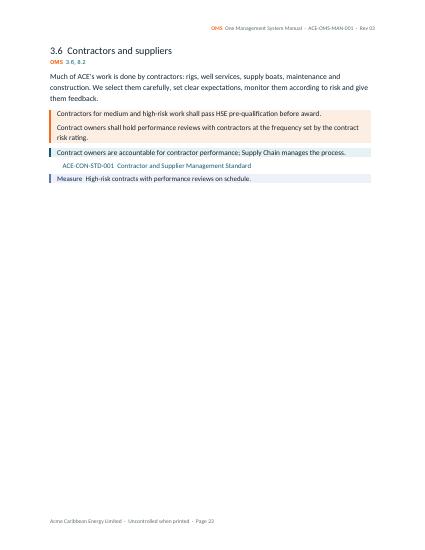 OMS One Management System Manual · ACE-OMS-MAN-001 · Rev 03
3.6 Contractors and suppliers
OMS 3.6, 8.2
Much of ACE's work is done by contractors: rigs, well services, supply boats, maintenance and
construction. We select them carefully, set clear expectations, monitor them according to risk and give
them feedback.
Contractors for medium and high-risk work shall pass HSE pre-qualification before award.
Contract owners shall hold performance reviews with contractors at the frequency set by the contract
risk rating.
Contract owners are accountable for contractor performance; Supply Chain manages the process.
ACE-CON-STD-001 Contractor and Supplier Management Standard
Measure High-risk contracts with performance reviews on schedule.
Acme Caribbean Energy Limited · Uncontrolled when printed · Page 22